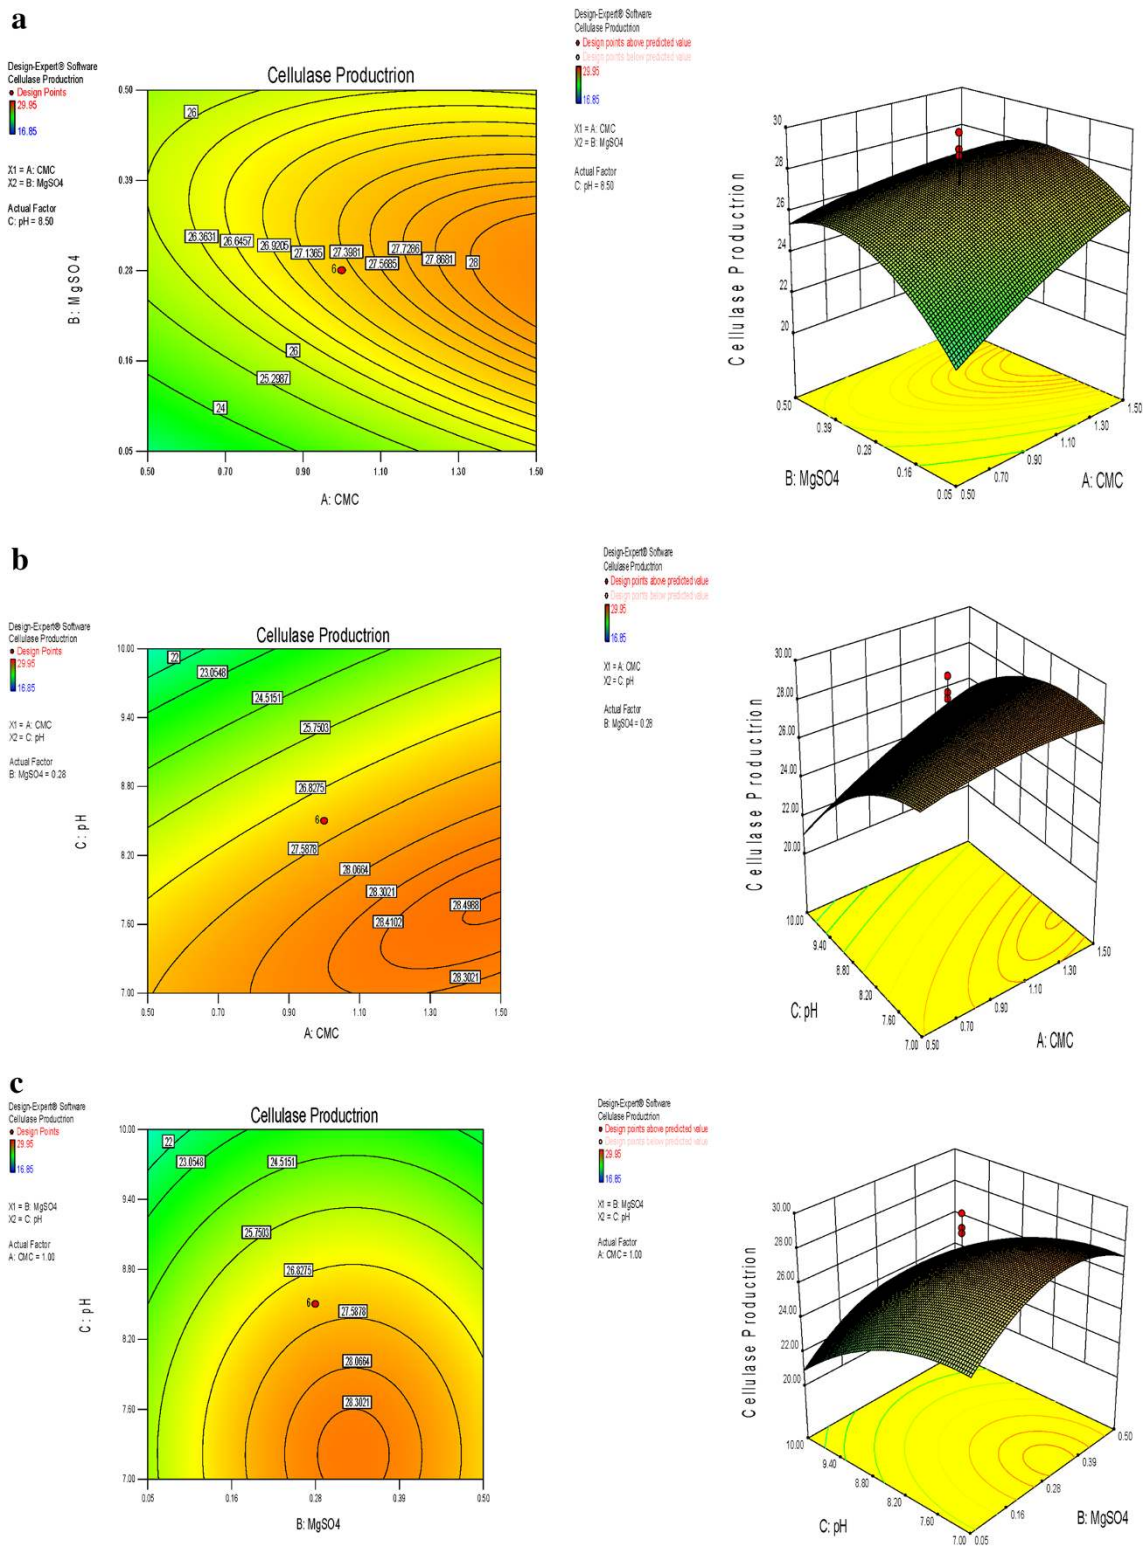 a
Design-Expert® Software
Cellulase Productrion
Design Points
29.95
16.85
X1 = A: CMC
X2 = B: MgSO4
Actual Factor
C: pH = 8.50
Cellulase Productrion
0.50
0.39
0.28
0.16
0.05
B: MgSO4
26
26.3631
26.6457
26.9205
27.1365
27.3981
27.5685
27.7286
27.8681
28
6
26
25.2987
24
0.50
0.70
0.90
1.10
1.30
1.50
A: CMC
Design-Expert® Software
Cellulase Productrion
Design points above predicted value
Design points below predicted value
29.95
16.85
X1 = A: CMC
X2 = B: MgSO4
Actual Factor
C: pH = 8.50
30
28
26
24
22
20
Cellulase Productrion
0.50
0.39
0.28
0.16
0.05
B: MgSO4
0.50
0.70
0.90
1.10
1.30
1.50
A: CMC
b
Design-Expert® Software
Cellulase Productrion
Design Points
29.95
16.85
X1 = A: CMC
X2 = C: pH
Actual Factor
B: MgSO4 = 0.28
Cellulase Productrion
10.00
9.40
8.80
8.20
7.60
7.00
C: pH
22
23.0548
24.5151
25.7503
26.8275
6
27.5878
28.0664
28.3021
28.4988
28.4102
28.3021
0.50
0.70
0.90
1.10
1.30
1.50
A: CMC
Design-Expert® Software
Cellulase Productrion
Design points above predicted value
Design points below predicted value
29.95
16.85
X1 = A: CMC
X2 = C: pH
Actual Factor
B: MgSO4 = 0.28
30.00
28.00
26.00
24.00
22.00
20.00
Cellulase Productrion
10.00
9.40
8.80
8.20
7.60
7.00
C: pH
0.50
0.70
0.90
1.10
1.30
1.50
A: CMC
c
Design-Expert® Software
Cellulase Productrion
Design Points
29.95
16.85
X1 = B: MgSO4
X2 = C: pH
Actual Factor
A: CMC = 1.00
Cellulase Productrion
10.00
9.40
8.80
8.20
7.60
7.00
C: pH
22
23.0548
24.5151
25.7503
26.8275
6
27.5878
28.0664
28.3021
0.05
0.16
0.28
0.39
0.50
B: MgSO4
Design-Expert® Software
Cellulase Productrion
Design points above predicted value
Design points below predicted value
29.95
16.85
X1 = B: MgSO4
X2 = C: pH
Actual Factor
A: CMC = 1.00
30.00
28.00
26.00
24.00
22.00
20.00
Cellulase Productrion
10.00
9.40
8.80
8.20
7.60
7.00
C: pH
0.05
0.16
0.28
0.39
0.50
B: MgSO4